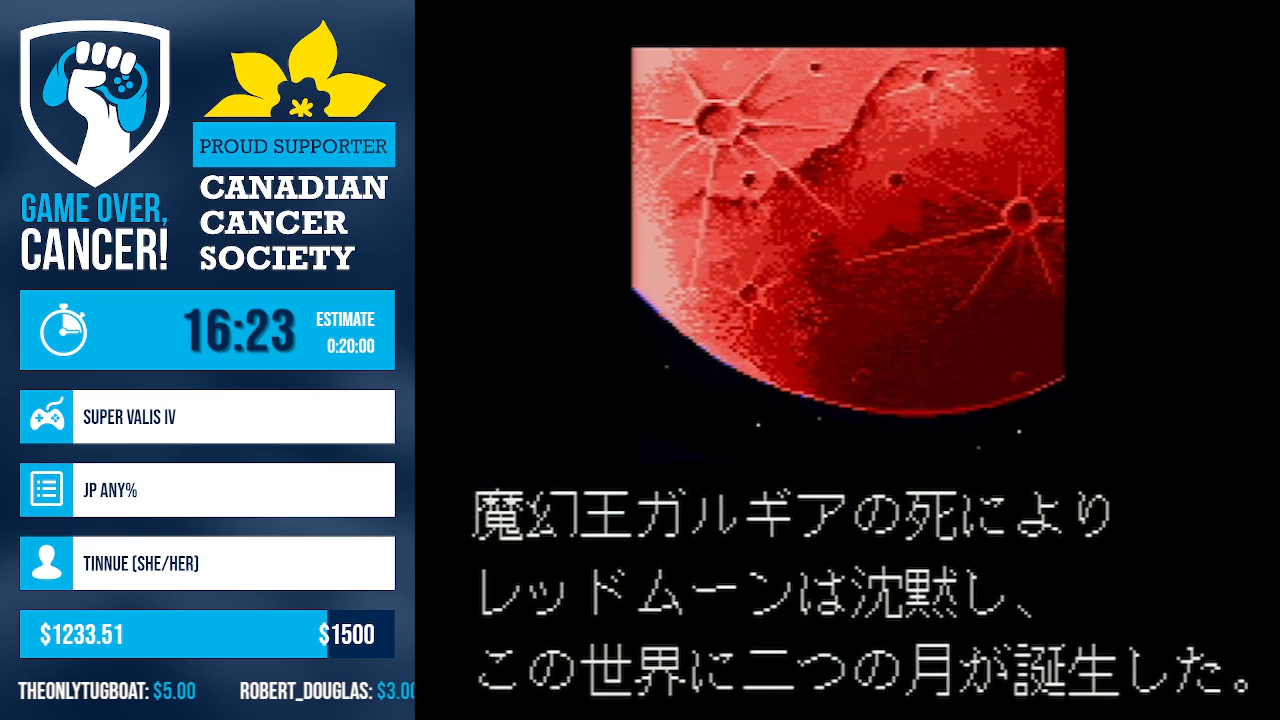 GAME OVER,
CANCER!
PROUD SUPPORTER
CANADIAN
CANCER
SOCIETY
16:23
ESTIMATE
0:20:00
SUPER VALIS IV
JP ANY%
TINNUE (SHE/HER)
$1233.51 $1500
THEONLYTUGBOAT: $5.00 ROBERT_DOUGLAS: $3.00
魔幻王ガルギアの死により
レッドムーンは沈黙し、
この世界に二つの月が誕生した。